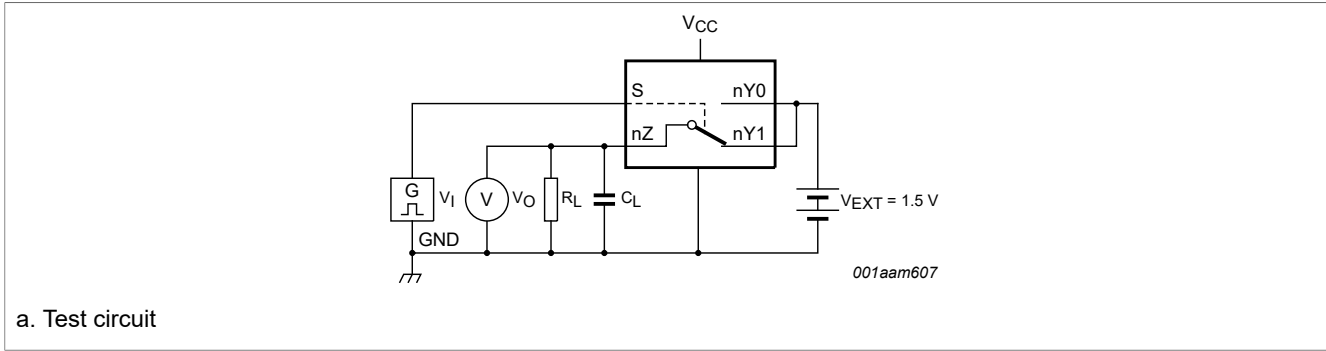 VCC
S
nY0
nZ
nY1
G
VI
V
VO
RL
CL
VEXT = 1.5 V
GND
001aam607
a. Test circuit